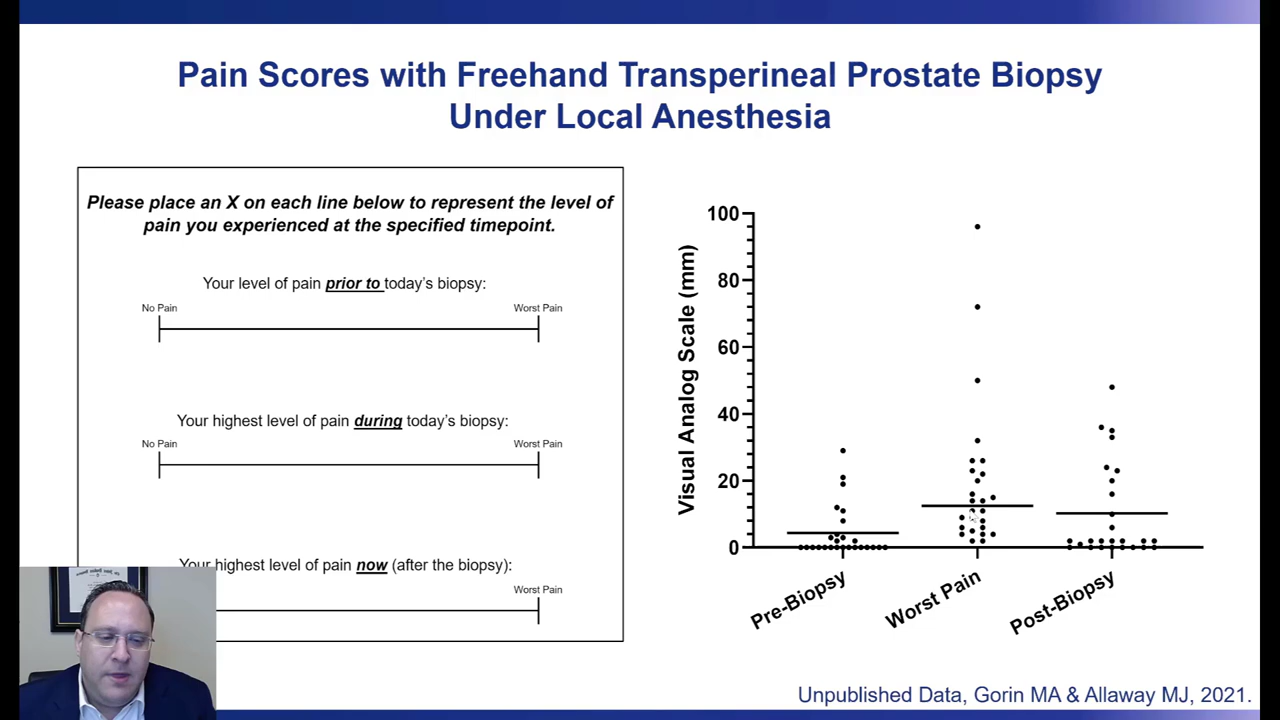 Pain Scores with Freehand Transperineal Prostate Biopsy
Under Local Anesthesia
Please place an X on each line below to represent the level of
pain you experienced at the specified timepoint.
Your level of pain prior to today's biopsy:
No Pain Worst Pain
Your highest level of pain during today's biopsy:
No Pain Worst Pain
highest level of pain now (after the biopsy):
Worst Pain
Visual Analog Scale (mm)
100
80
60
40
20
0
Pre-Biopsy
Worst Pain
Post-Biopsy
Unpublished Data, Gorin MA & Allaway MJ, 2021.